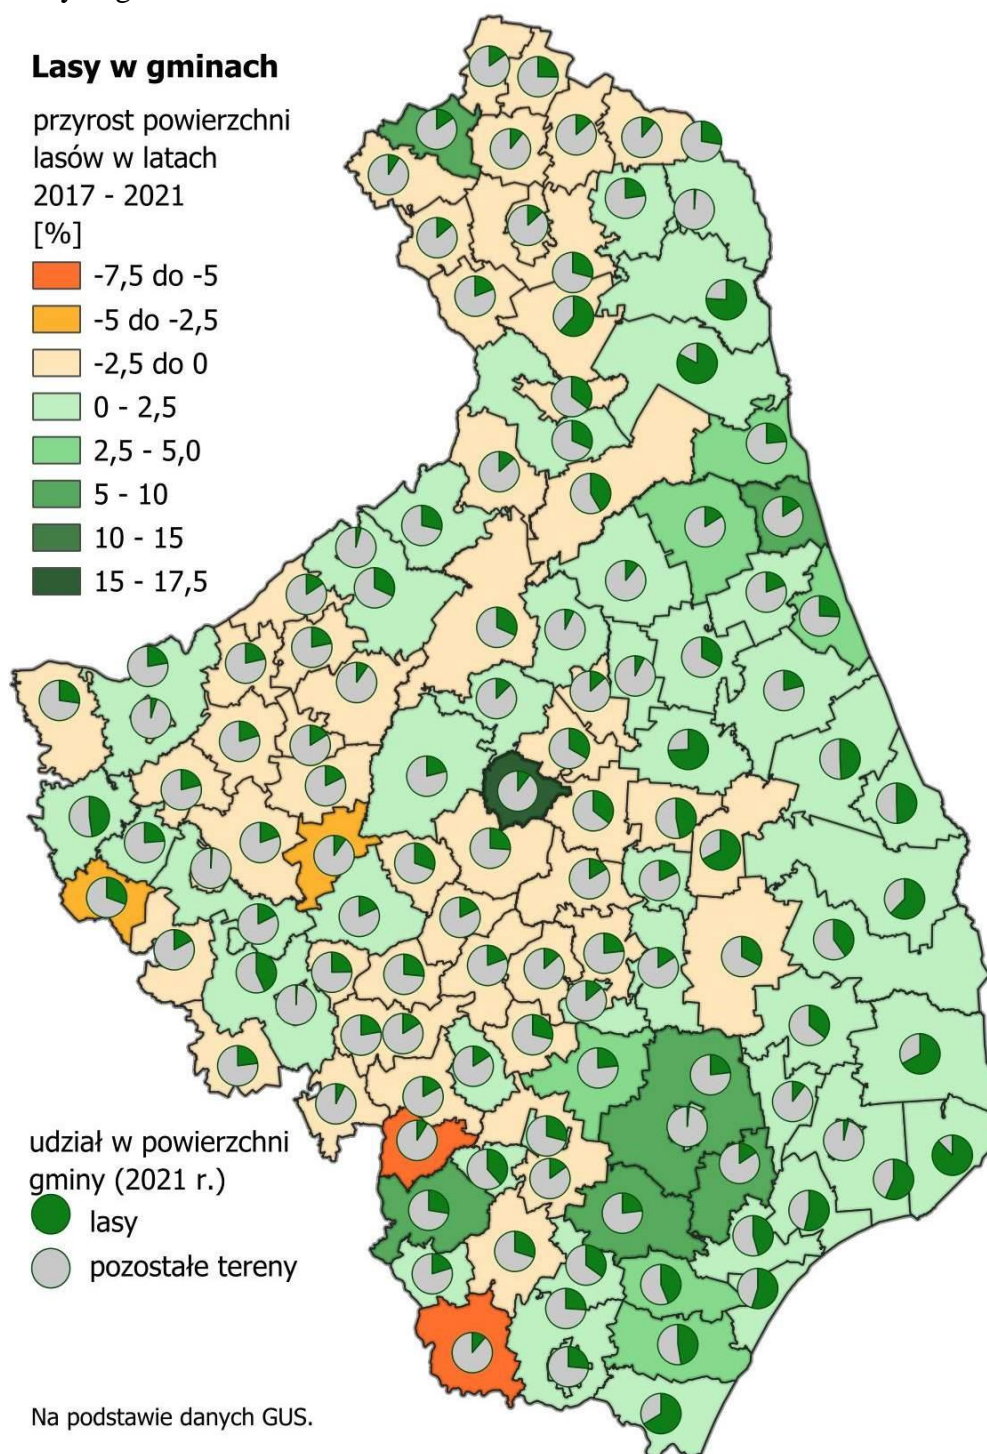 Lasy w gminach
przyrost powierzchni
lasów w latach
2017 - 2021
[%]
-7,5 do -5
-5 do -2,5
-2,5 do 0
0 - 2,5
2,5 - 5,0
5 - 10
10 - 15
15 - 17,5
udział w powierzchni
gminy (2021 r.)
lasy
pozostałe tereny
Na podstawie danych GUS.